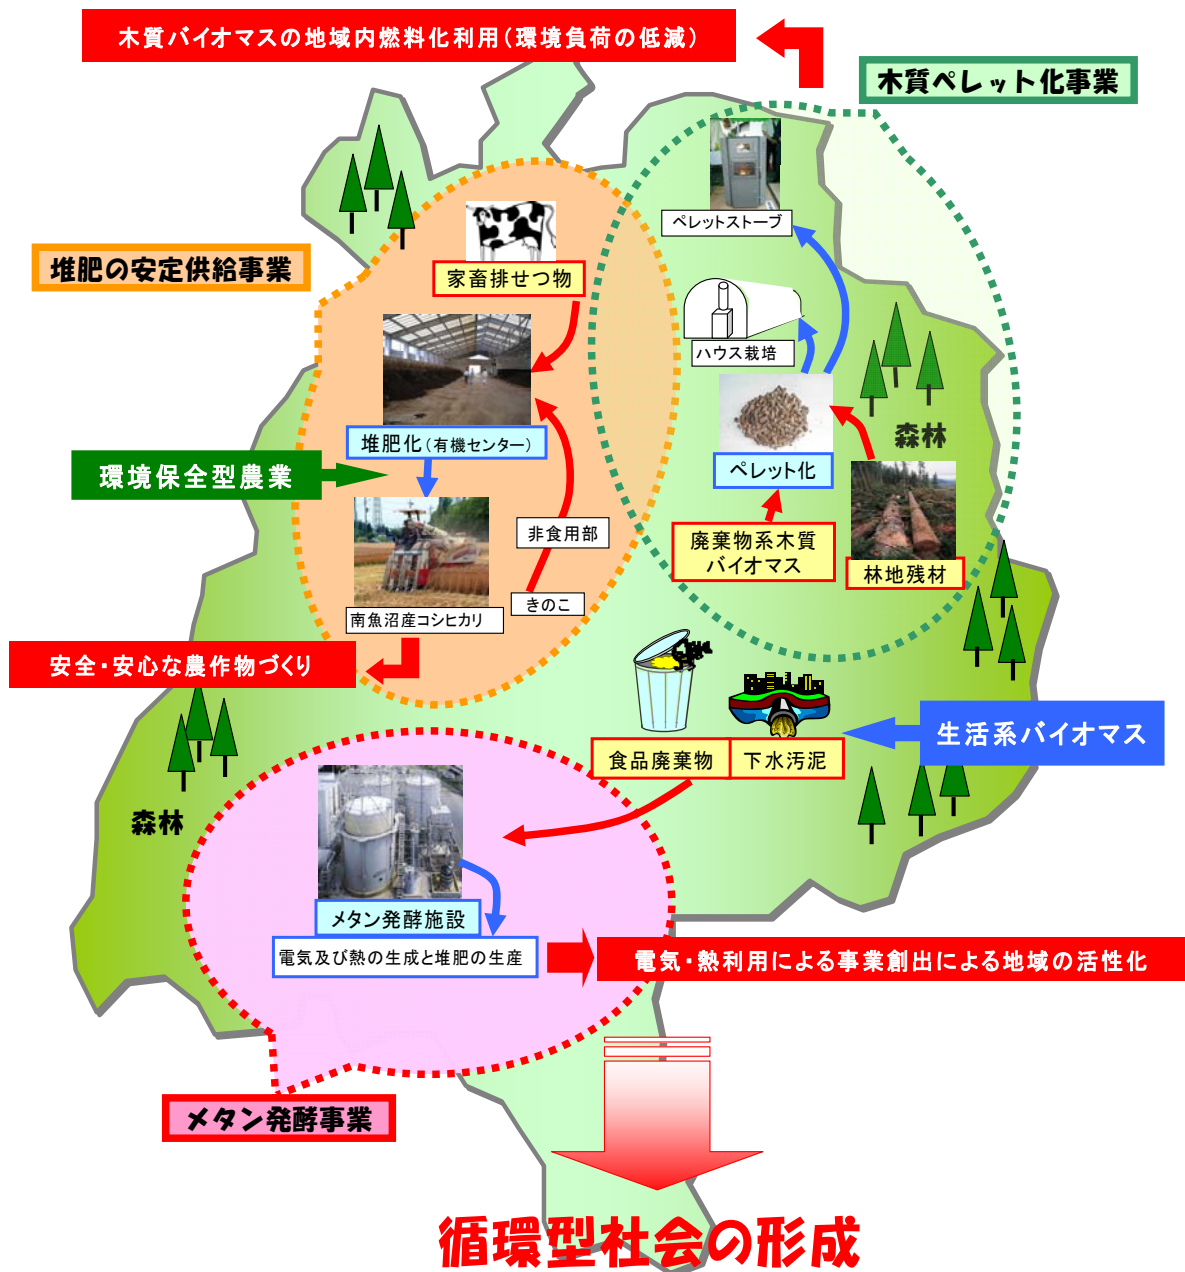 木質バイオマスの地域内燃料化利用（環境負荷の低減）
木質ペレット化事業
ペレットストーブ
堆肥の安定供給事業
家畜排せつ物
ハウス栽培
堆肥化（有機センター）
森林
ペレット化
環境保全型農業
非食用部
廃棄物系木質
バイオマス
林地残材
きのこ
南魚沼産コシヒカリ
安全・安心な農作物づくり
生活系バイオマス
食品廃棄物
下水汚泥
森林
メタン発酵施設
電気及び熱の生成と堆肥の生産
電気・熱利用による事業創出による地域の活性化
メタン発酵事業
循環型社会の形成